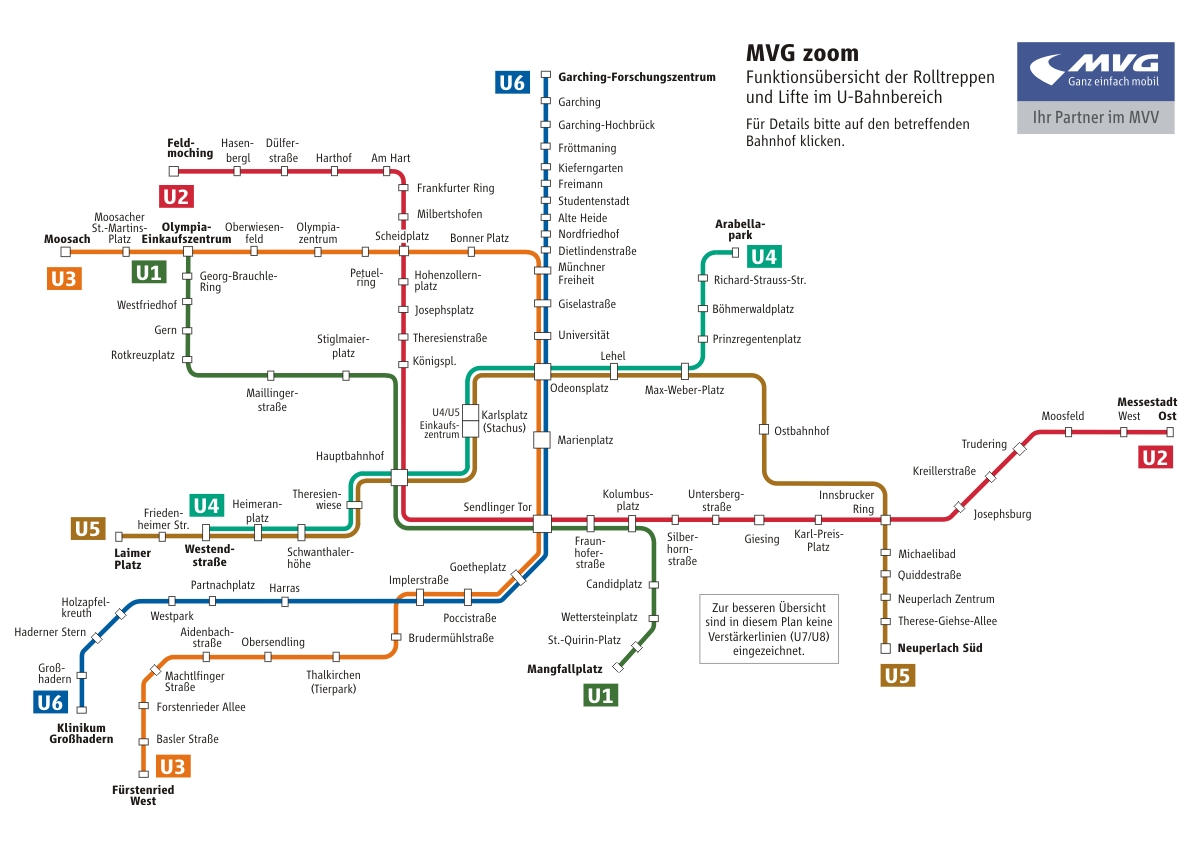 MVG zoom
Funktionsübersicht der Rolltreppen
und Lifte im U-Bahnbereich
Für Details bitte auf den betreffenden
Bahnhof klicken.
MVG
Ganz einfach mobil
Ihr Partner im MVV
U6
Garching-Forschungszentrum
Garching
Garching-Hochbrück
Fröttmaning
Kieferngarten
Freimann
Studentenstadt
Alte Heide
Nordfriedhof
Dietlindenstraße
Münchner
Freiheit
Giselastraße
Universität
Odeonsplatz
Marienplatz
Sendlinger Tor
Feld-
moching
Hasen-
bergl
Dülfer-
straße
Harthof
Am Hart
U2
Frankfurter Ring
Milbertshofen
Scheidplatz
Hohenzollern-
platz
Josephsplatz
Theresienstraße
Königspl.
Moosach
Moosacher
St.-Martins-
Platz
Olympia-
Einkaufszentrum
Oberwiesen-
feld
Olympia-
zentrum
Petuel-
ring
Bonner Platz
U3
U1
Georg-Brauchle-
Ring
Westfriedhof
Gern
Rotkreuzplatz
Maillinger-
straße
Stiglmaier-
platz
Hauptbahnhof
Arabella-
park
U4
Richard-Strauss-Str.
Böhmerwaldplatz
Prinzregentenplatz
Lehel
Max-Weber-Platz
U4/U5
Einkaufs-
zentrum
Karlsplatz
(Stachus)
Ostbahnhof
Innsbrucker
Ring
Messestadt
West
Ost
Moosfeld
U2
Trudering
Kreillerstraße
Josephsburg
U4
U5
Laimer
Platz
Frieden-
heimer Str.
Westend-
straße
Heimeran-
platz
Schwanthaler-
höhe
Theresien-
wiese
Fraun-
hofer-
straße
Kolumbus-
platz
Silber-
horn-
straße
Untersberg-
straße
Giesing
Karl-Preis-
Platz
Michaelibad
Quiddestraße
Neuperlach Zentrum
Therese-Giehse-Allee
Neuperlach Süd
U5
Candidplatz
Wettersteinplatz
St.-Quirin-Platz
Mangfallplatz
U1
Zur besseren Übersicht
sind in diesem Plan keine
Verstärkerlinien (U7/U8)
eingezeichnet.
Goetheplatz
Poccistraße
Implerstraße
Harras
Partnachplatz
Westpark
Holzapfel-
kreuth
Haderner Stern
Groß-
hadern
U6
Klinikum
Großhadern
Brudermühlstraße
Thalkirchen
(Tierpark)
Obersendling
Aidenbach-
straße
Machtlfinger
Straße
Forstenrieder Allee
Basler Straße
U3
Fürstenried
West